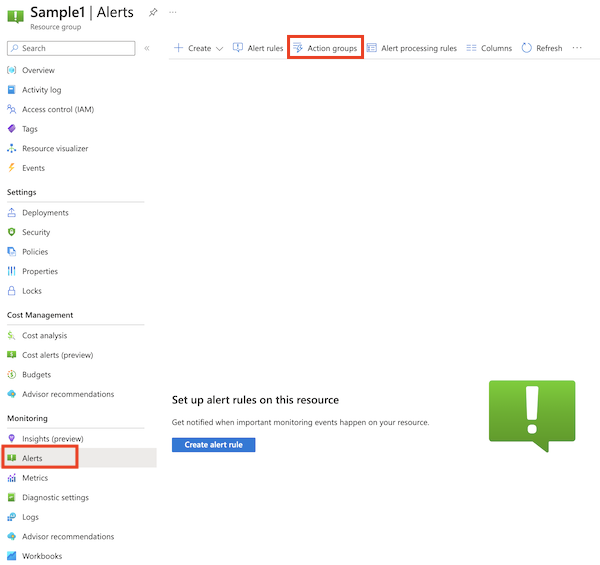 Sample1 | Alerts
Resource group
Search
Overview
Activity log
Access control (IAM)
Tags
Resource visualizer
Events
Settings
Deployments
Security
Policies
Properties
Locks
Cost Management
Cost analysis
Cost alerts (preview)
Budgets
Advisor recommendations
Monitoring
Insights (preview)
Alerts
Metrics
Diagnostic settings
Logs
Advisor recommendations
Workbooks
Create Alert rules Action groups Alert processing rules Columns Refresh
Set up alert rules on this resource
Get notified when important monitoring events happen on your resource.
Create alert rule